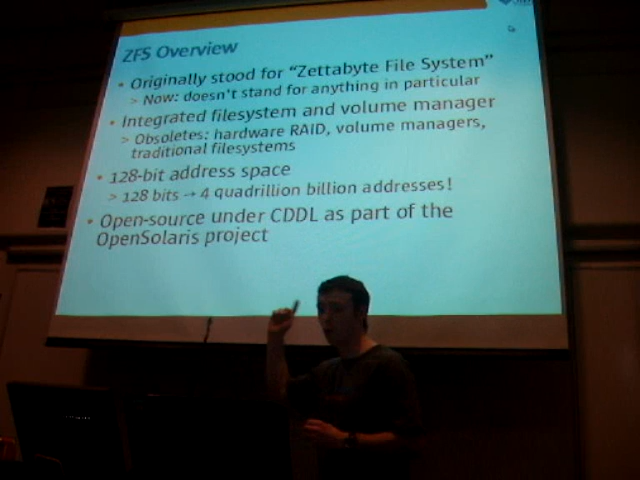 ZFS Overview
• Originally stood for “Zettabyte File System”
> Now: doesn't stand for anything in particular
• Integrated filesystem and volume manager
> Obsoletes: hardware RAID, volume managers,
traditional filesystems
• 128-bit address space
> 128 bits → 4 quadrillion billion addresses!
• Open-source under CDDL as part of the
OpenSolaris project